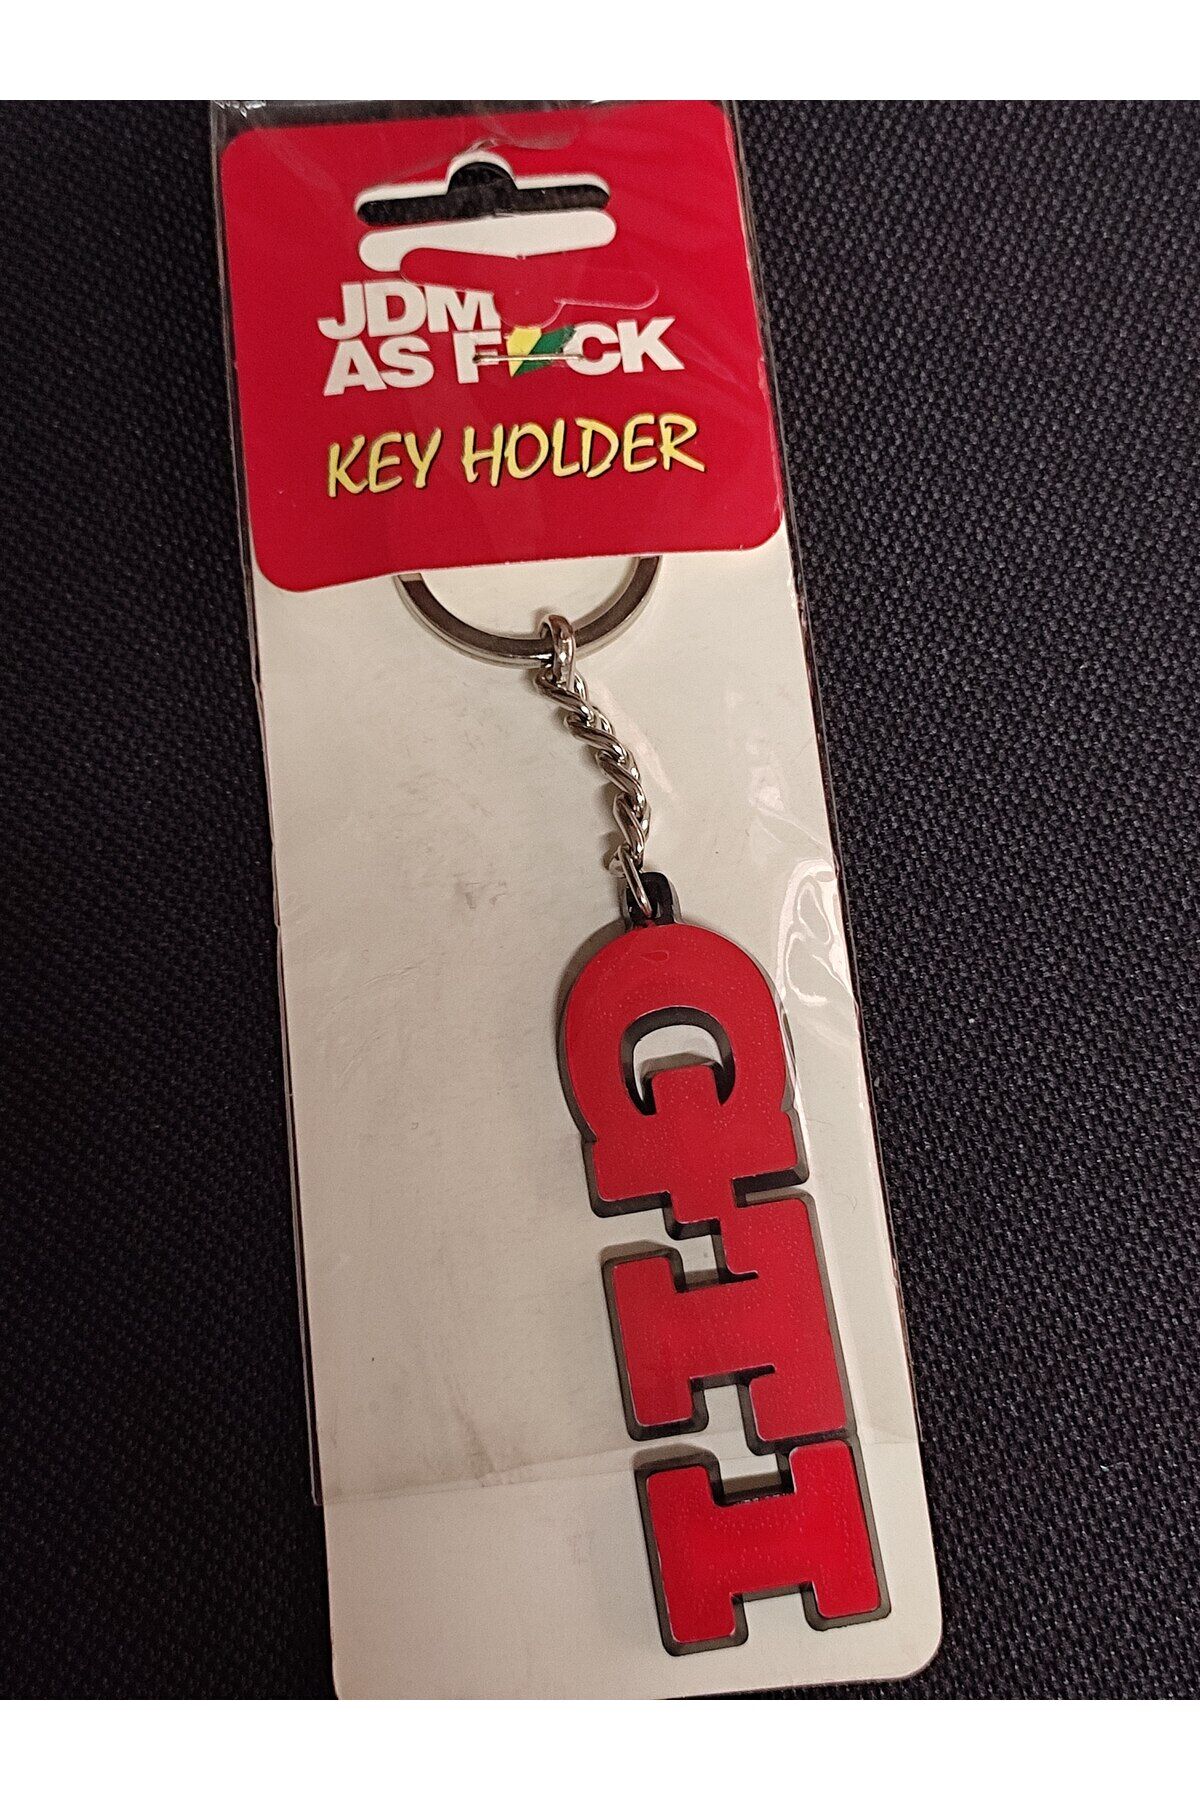 JDM
AS F CK
KEY HOLDER
GTI